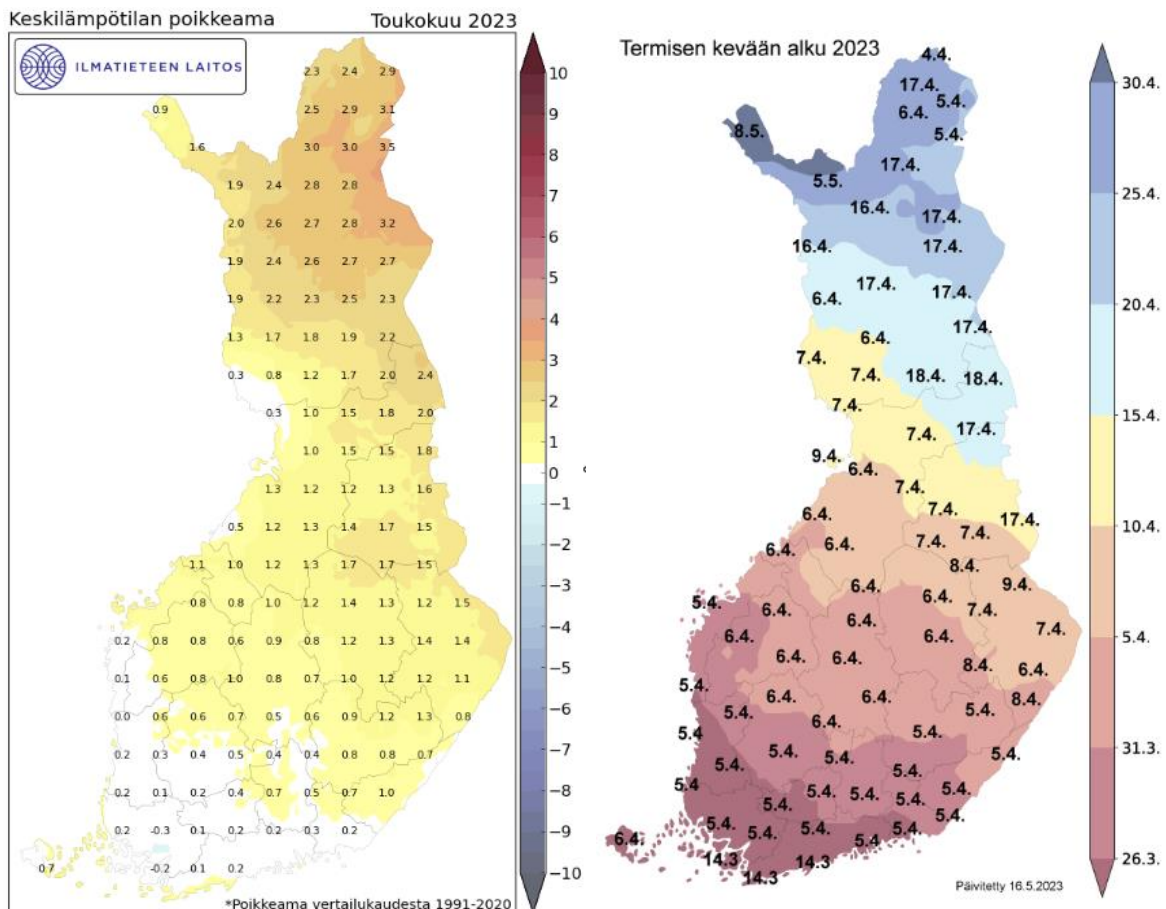 Keskilämpötilan poikkeama Toukokuu 2023
ILMATIETEEN LAITOS
2.3 2.4 2.9
0.9 2.5 2.9 3.1
1.6 3.0 3.0 3.5
1.9 2.4 2.8 2.8
2.0 2.6 2.7 2.8 3.2
1.9 2.4 2.6 2.7 2.7
1.9 2.2 2.3 2.5 2.3
1.3 1.7 1.8 1.9 2.2
0.3 0.8 1.2 1.7 2.0 2.4
0.3 1.0 1.5 1.8 2.0
1.0 1.5 1.5 1.8
1.3 1.2 1.2 1.3 1.6
0.5 1.2 1.3 1.4 1.7 1.5
1.1 1.0 1.2 1.3 1.7 1.7 1.5
0.8 0.8 1.0 1.2 1.4 1.3 1.2 1.5
0.2 0.8 0.8 0.6 0.9 0.8 1.2 1.3 1.4 1.4
0.1 0.6 0.8 1.0 0.8 0.7 1.0 1.2 1.2 1.1
0.0 0.6 0.6 0.7 0.5 0.6 0.9 1.2 1.3 0.8
0.2 0.3 0.4 0.5 0.4 0.4 0.8 0.8 0.7
0.2 0.1 0.2 0.4 0.7 0.5 0.7 1.0
0.2 -0.3 0.1 0.2 0.2 0.3 0.2
0.7 -0.2 0.1 0.2
*Poikkeama vertailukaudesta 1991-2020
10
9
8
7
6
5
4
3
2
1
0
−1
−2
−3
−4
−5
−6
−7
−8
−9
−10
Termisen kevään alku 2023
4.4.
17.4.
5.4.
6.4.
8.5.
5.4.
17.4.
5.5.
16.4.
17.4.
16.4. 17.4.
17.4.
6.4. 17.4.
17.4.
6.4.
7.4.
7.4. 18.4. 18.4.
7.4.
7.4. 17.4.
9.4.
6.4.
7.4.
7.4.
6.4. 17.4.
7.4.
6.4. 6.4. 7.4.
8.4.
6.4. 9.4.
5.4. 6.4. 6.4. 7.4.
6.4. 7.4.
6.4. 6.4.
6.4. 6.4. 8.4. 6.4.
5.4. 6.4. 6.4. 8.4.
5.4. 5.4.
6.4.
5.4 5.4.
5.4. 5.4. 5.4.
5.4. 5.4.
5.4 5.4. 5.4. 5.4.
5.4. 5.4.
5.4.
5.4. 5.4. 5.4.
6.4. 5.4. 5.4
14.3 14.3
14.3
Päivitetty 16.5.2023
30.4.
25.4.
20.4.
15.4.
10.4.
5.4.
31.3.
26.3.